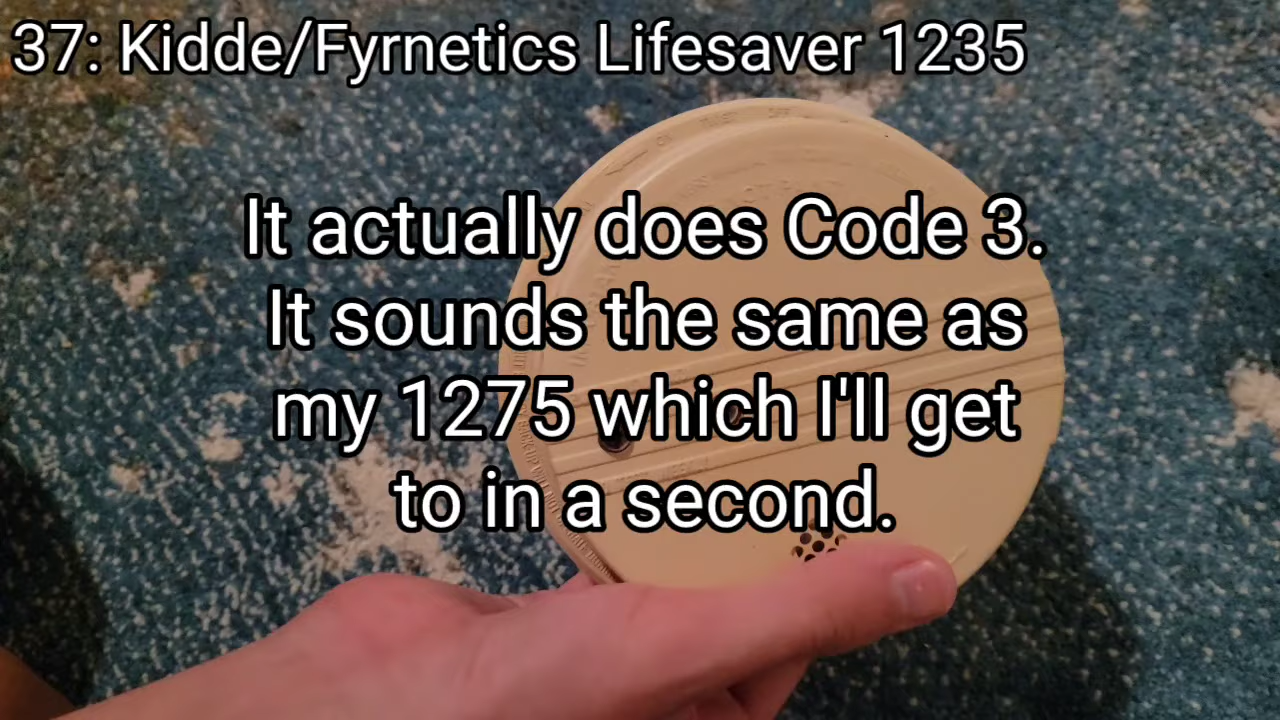 37: Kidde/Fyrnetics Lifesaver 1235
It actually does Code 3.
It sounds the same as
my 1275 which I'll get
to in a second.